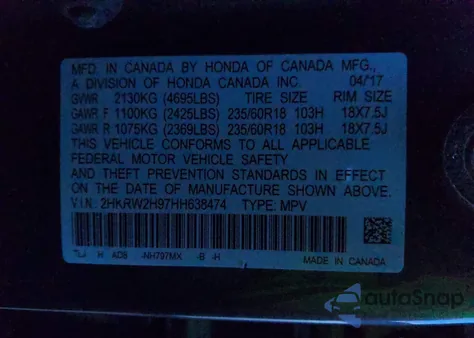 MFD. IN CANADA BY HONDA OF CANADA MFG.,
A DIVISION OF HONDA CANADA INC. 04/17
GVWR 2130KG (4695LBS) TIRE SIZE RIM SIZE
GAWR F 1100KG (2425LBS) 235/60R18 103H 18X7.5J
GAWR R 1075KG (2369LBS) 235/60R18 103H 18X7.5J
THIS VEHICLE CONFORMS TO ALL APPLICABLE
FEDERAL MOTOR VEHICLE SAFETY
AND THEFT PREVENTION STANDARDS IN EFFECT
ON THE DATE OF MANUFACTURE SHOWN ABOVE.
VIN: 2HKRW2H97HH638474 TYPE: MPV
H -NH797MX -B -H
MADE IN CANADA
autoSnap